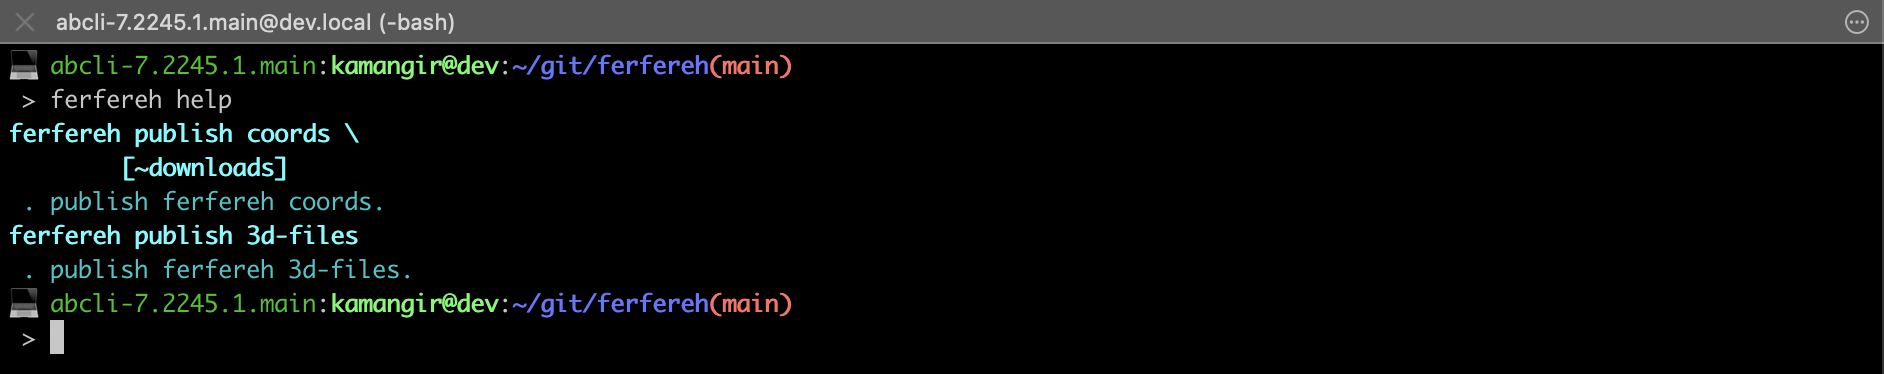 abcli-7.2245.1.main@dev.local (-bash)
abcli-7.2245.1.main:kamangir@dev:~/git/ferfereh(main)
> ferfereh help
ferfereh publish coords \
[~downloads]
. publish ferfereh coords.
ferfereh publish 3d-files
. publish ferfereh 3d-files.
abcli-7.2245.1.main:kamangir@dev:~/git/ferfereh(main)
>